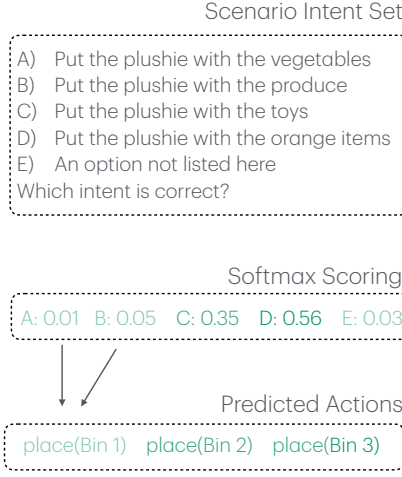 Scenario Intent Set
A) Put the plushie with the vegetables
B) Put the plushie with the produce
C) Put the plushie with the toys
D) Put the plushie with the orange items
E) An option not listed here
Which intent is correct?
Softmax Scoring
A: 0.01 B: 0.05 C: 0.35 D: 0.56 E: 0.03
Predicted Actions
place(Bin 1) place(Bin 2) place(Bin 3)